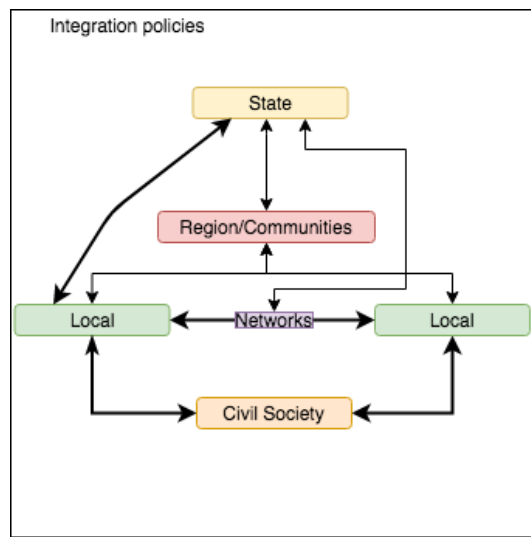 Integration policies
State
Region/Communities
Local
Networks
Local
Civil Society